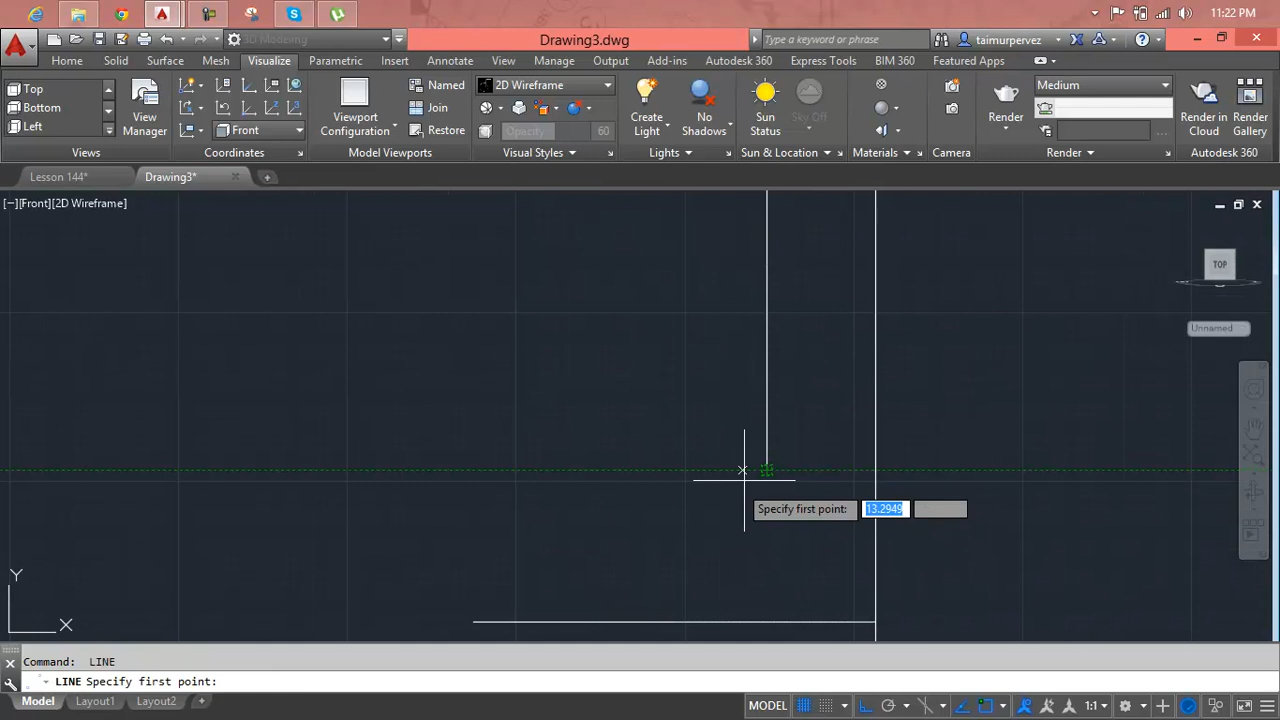 11:22 PM
3D Modeling
Drawing3.dwg
Type a keyword or phrase
taimurpervez
Home Solid Surface Mesh Visualize Parametric Insert Annotate View Manage Output Add-ins Autodesk 360 Express Tools BIM 360 Featured Apps
Top
Bottom
Left
View Manager
Front
Viewport Configuration
Named
Join
Restore
2D Wireframe
Opacity 60
Create Light
No Shadows
Sun Status
Sky Off
Render
Medium
Render in Cloud
Render Gallery
Views Coordinates Model Viewports Visual Styles Lights Sun & Location Materials Camera Render Autodesk 360
Lesson 144* Drawing3*
[−][Front][2D Wireframe]
TOP
Unnamed
Specify first point: 13.2949
Y
X
Command: LINE
LINE Specify first point:
Model Layout1 Layout2 + MODEL 1:1